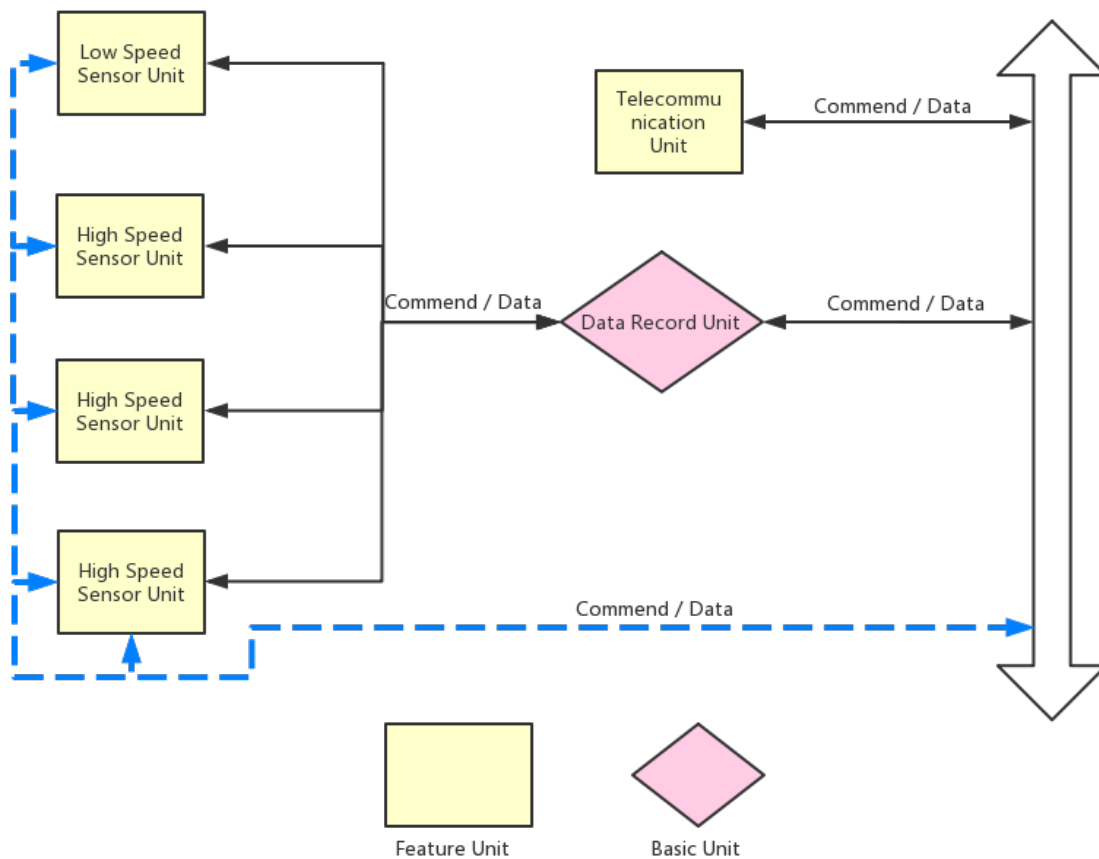 Low Speed
Sensor Unit
Telecommu
nication
Unit
Commend / Data
High Speed
Sensor Unit
Commend / Data
Data Record Unit
Commend / Data
High Speed
Sensor Unit
High Speed
Sensor Unit
Commend / Data
Feature Unit
Basic Unit